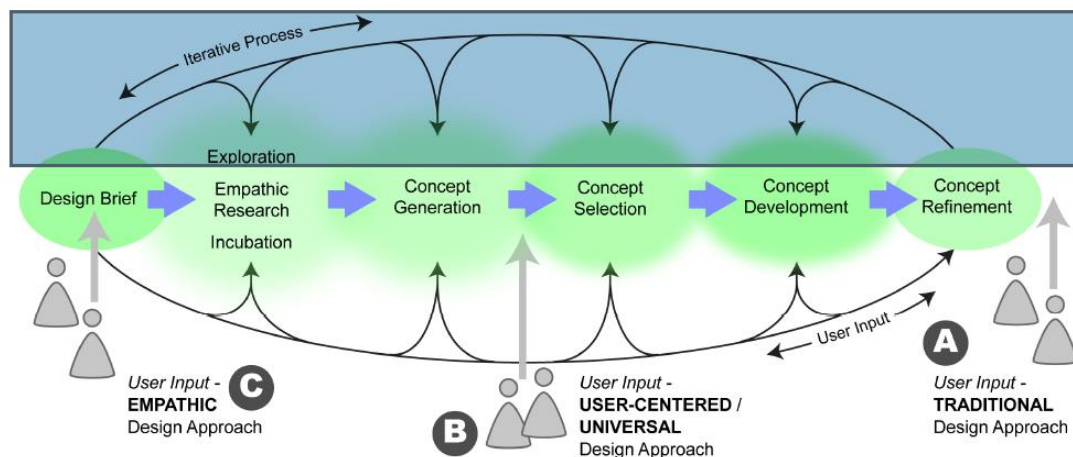 Iterative Process
Exploration
Design Brief
Empathic
Research
Incubation
Concept
Generation
Concept
Selection
Concept
Development
Concept
Refinement
User Input
C
User Input -
EMPATHIC
Design Approach
B
User Input -
USER-CENTERED /
UNIVERSAL
Design Approach
A
User Input -
TRADITIONAL
Design Approach